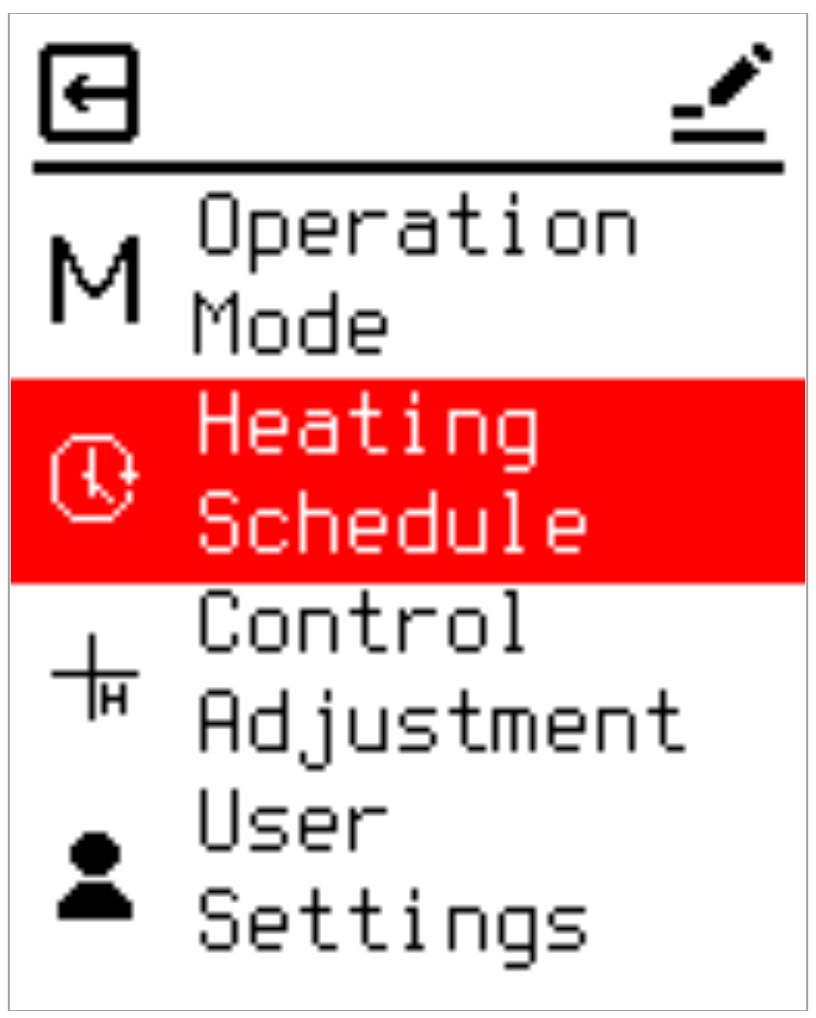 Operation
M Mode
Heating
Schedule
Control
H Adjustment
User
Settings